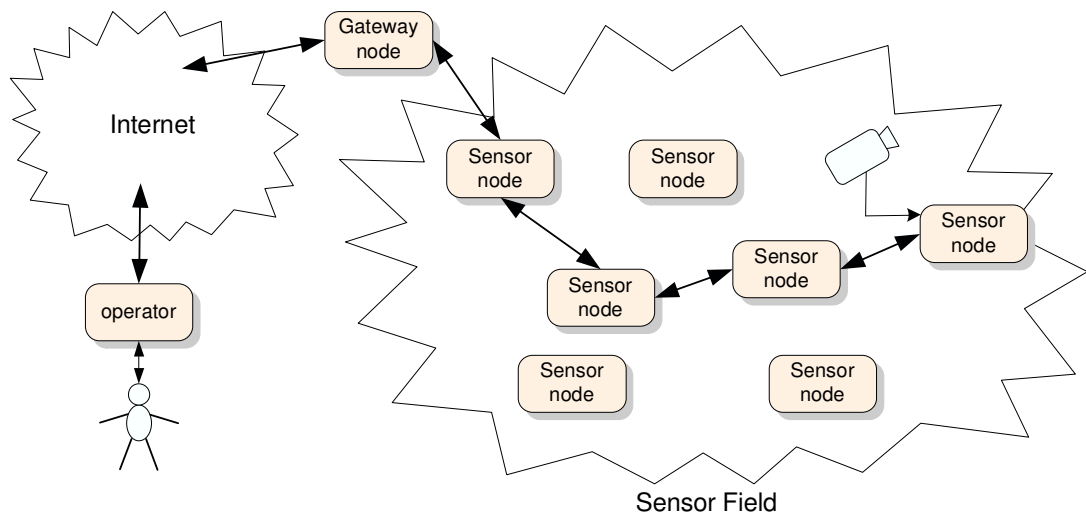 Gateway
node
Internet
Sensor
node
Sensor
node
Sensor
node
Sensor
node
Sensor
node
operator
Sensor
node
Sensor
node
Sensor Field